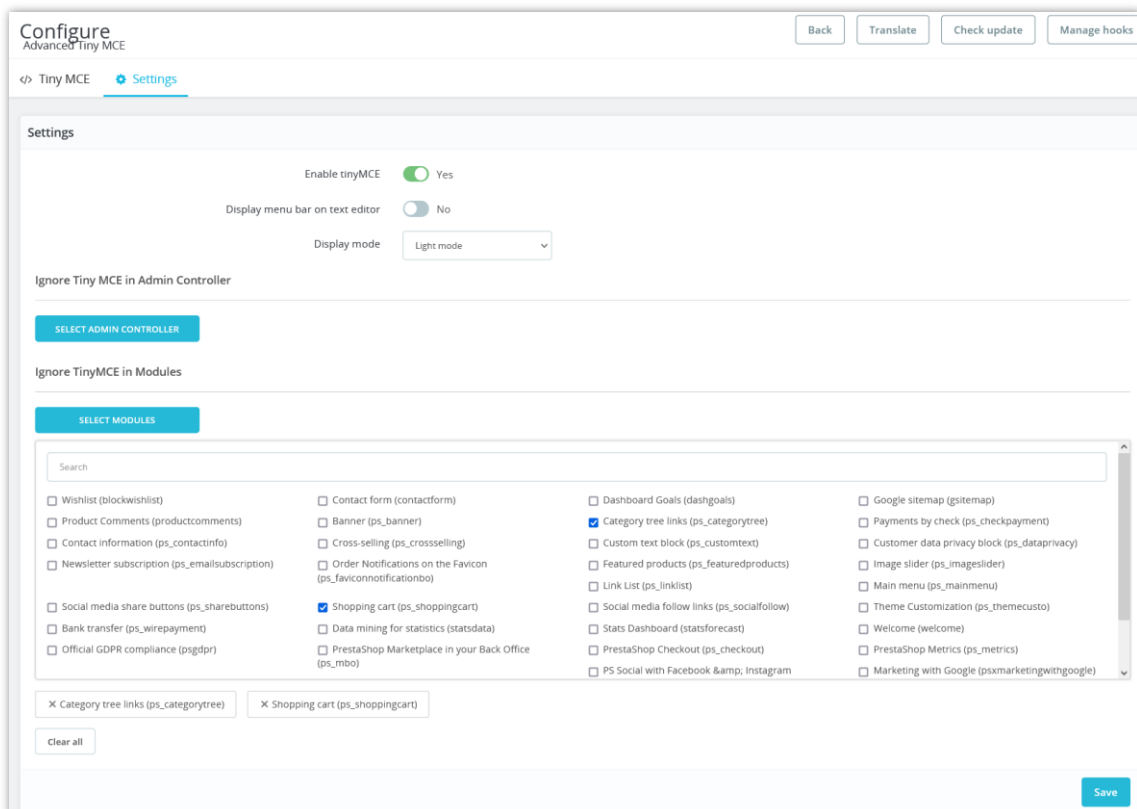 Configure
Advanced Tiny MCE
Back
Translate
Check update
Manage hooks
</> Tiny MCE
Settings
Settings
Enable tinyMCE
Yes
Display menu bar on text editor
No
Display mode
Light mode
Ignore Tiny MCE in Admin Controller
SELECT ADMIN CONTROLLER
Ignore TinyMCE in Modules
SELECT MODULES
Search
Wishlist (blockwishlist)
Contact form (contactform)
Dashboard Goals (dashgoals)
Google sitemap (gsitemap)
Product Comments (productcomments)
Banner (ps_banner)
Category tree links (ps_categorytree)
Payments by check (ps_checkpayment)
Contact information (ps_contactinfo)
Cross-selling (ps_crossselling)
Custom text block (ps_customtext)
Customer data privacy block (ps_dataprivacy)
Newsletter subscription (ps_emailsubscription)
Order Notifications on the Favicon
(ps_faviconnotificationbo)
Featured products (ps_featuredproducts)
Image slider (ps_imageslider)
Link List (ps_linklist)
Main menu (ps_mainmenu)
Social media share buttons (ps_sharebuttons)
Shopping cart (ps_shoppingcart)
Social media follow links (ps_socialfollow)
Theme Customization (ps_themecusto)
Bank transfer (ps_wirepayment)
Data mining for statistics (statsdata)
Stats Dashboard (statsforecast)
Welcome (welcome)
Official GDPR compliance (psgdpr)
PrestaShop Marketplace in your Back Office
(ps_mbo)
PrestaShop Checkout (ps_checkout)
PrestaShop Metrics (ps_metrics)
PS Social with Facebook &amp; Instagram
Marketing with Google (psxmarketingwithgoogle)
✕ Category tree links (ps_categorytree)
✕ Shopping cart (ps_shoppingcart)
Clear all
Save